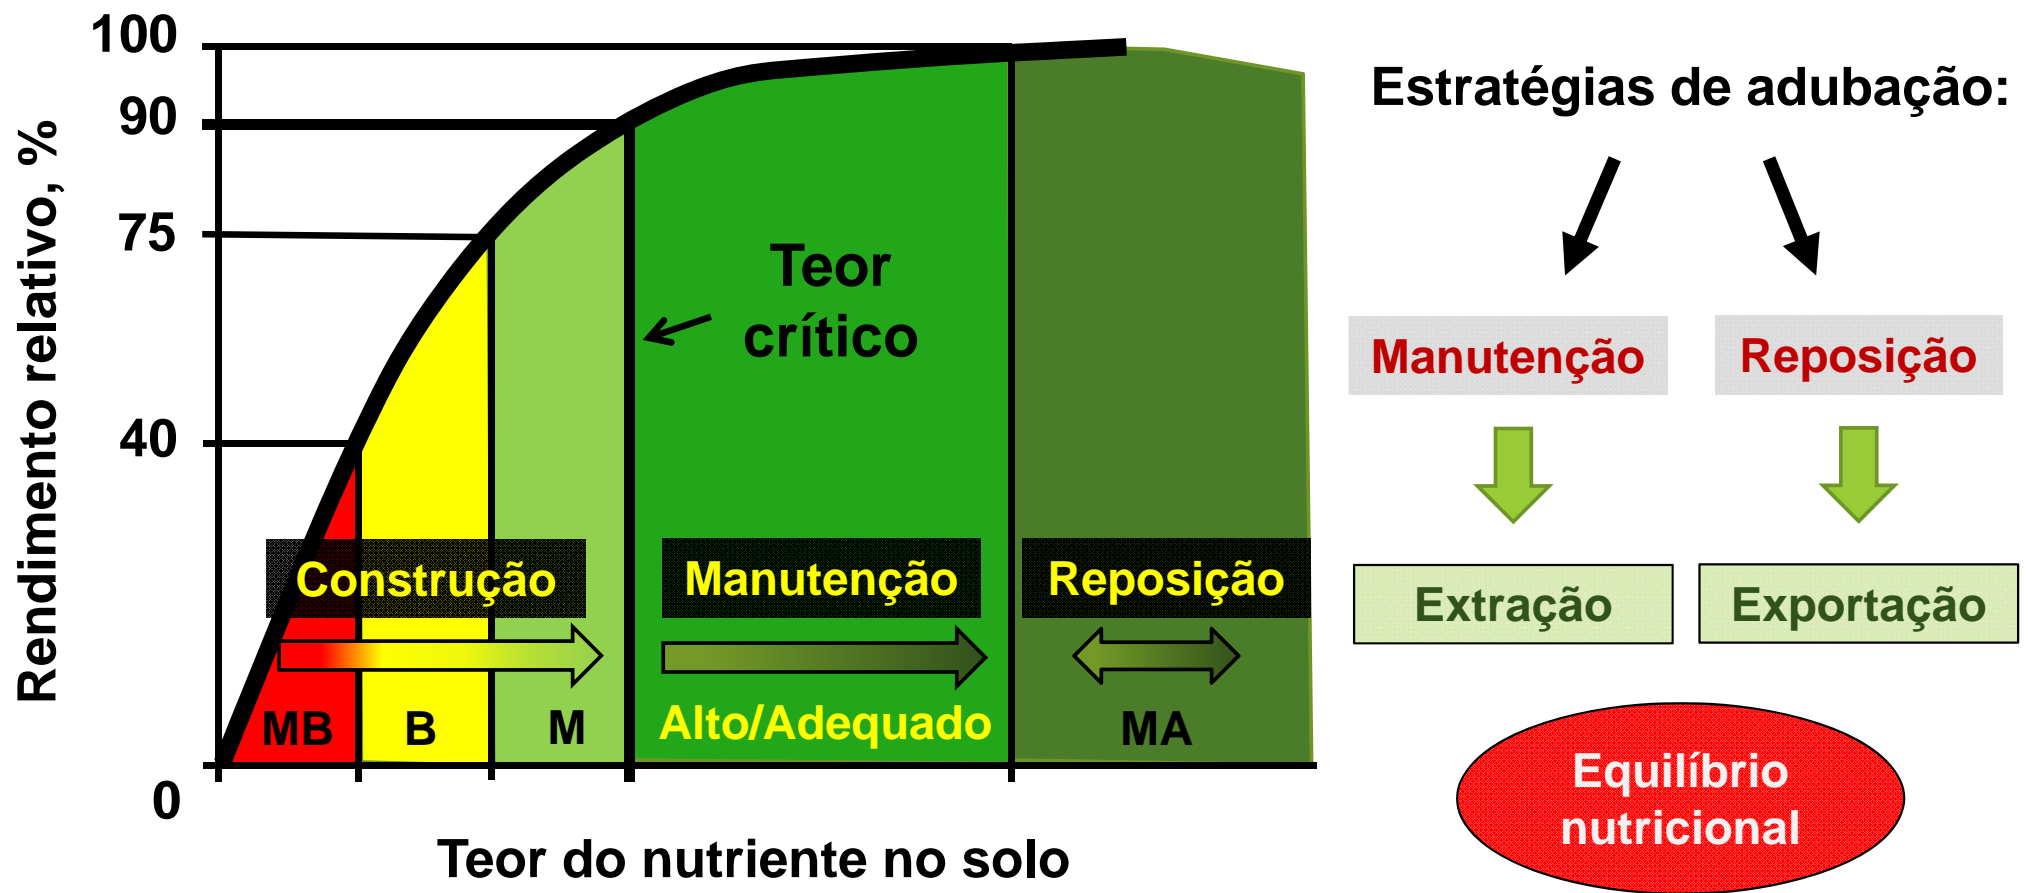 100
90
75
40
0
Rendimento relativo, %
Teor
crítico
Construção
Manutenção
Reposição
MB
B
M
Alto/Adequado
MA
Teor do nutriente no solo
Estratégias de adubação:
Manutenção
Reposição
Extração
Exportação
Equilíbrio
nutricional